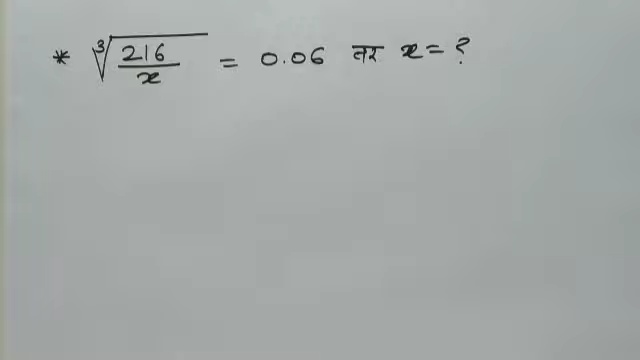 * ∛(216/x) = 0.06 तर x = ?